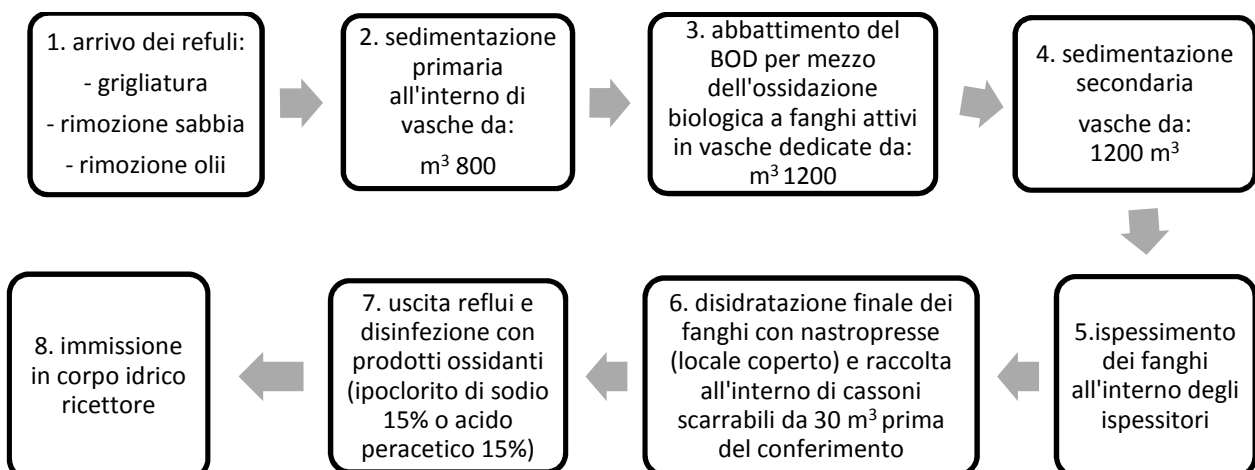 1. arrivo dei refuli:
- grigliatura
- rimozione sabbia
- rimozione olii
2. sedimentazione
primaria
all'interno di
vasche da:
m³ 800
3. abbattimento del
BOD per mezzo
dell'ossidazione
biologica a fanghi attivi
in vasche dedicate da:
m³ 1200
4. sedimentazione
secondaria
vasche da:
1200 m³
5.ispessimento
dei fanghi
all'interno degli
ispessitori
6. disidratazione finale dei
fanghi con nastropresse
(locale coperto) e raccolta
all'interno di cassoni
scarrabili da 30 m³ prima
del conferimento
7. uscita reflui e
disinfezione con
prodotti ossidanti
(ipoclorito di sodio
15% o acido
peracetico 15%)
8. immissione
in corpo idrico
ricettore